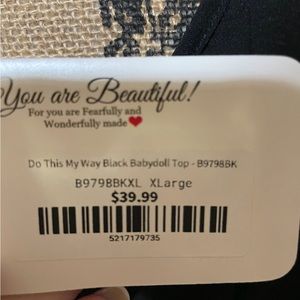 You are Beautiful!
For you are Fearfully and
Wonderfully made
Do This My Way Black Babydoll Top - B9798BK
B9798BKXL XLarge
$39.99
5217179735